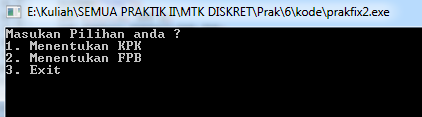 E:\Kuliah\SEMUA PRAKTIK II\MTK DISKRET\Prak\6\kode\prakfix2.exe
Masukan Pilihan anda ?
1. Menentukan KPK
2. Menentukan FPB
3. Exit